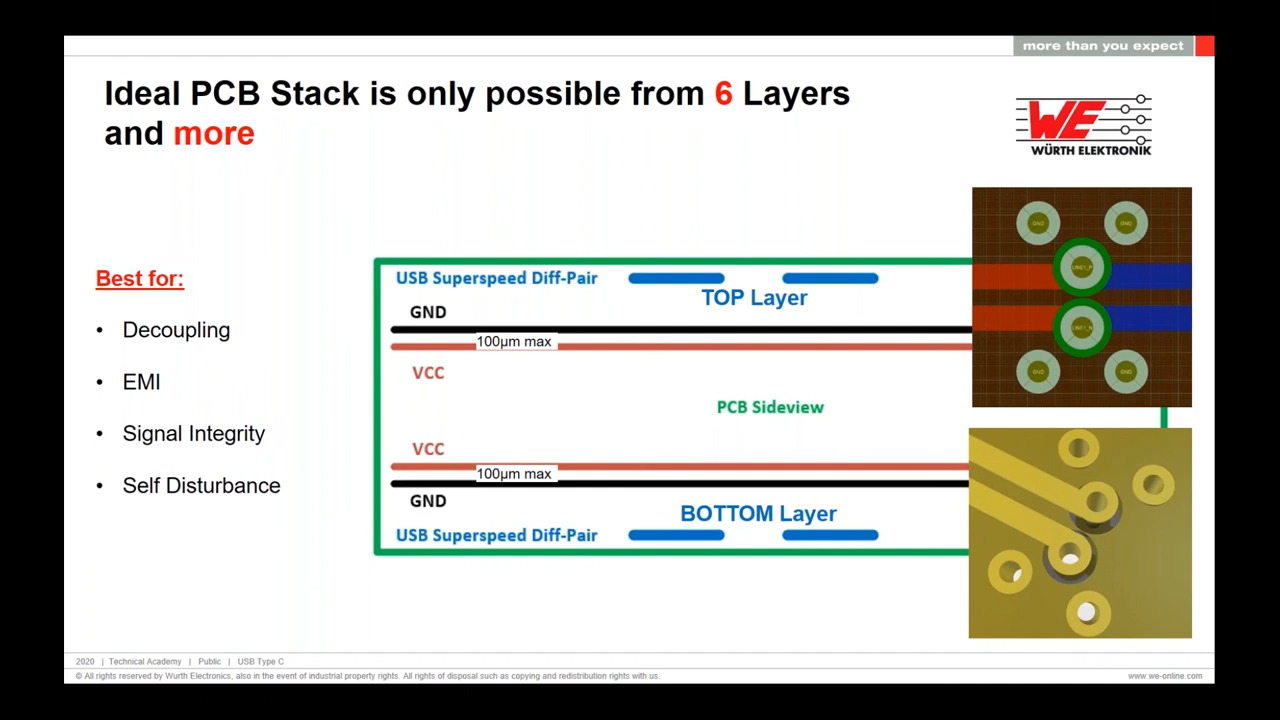 more than you expect
Ideal PCB Stack is only possible from 6 Layers
and more
WE
WÜRTH ELEKTRONIK
Best for:
• Decoupling
• EMI
• Signal Integrity
• Self Disturbance
USB Superspeed Diff-Pair
TOP Layer
GND
100µm max
VCC
PCB Sideview
VCC
100µm max
GND
BOTTOM Layer
USB Superspeed Diff-Pair
GND GND
GND GND
2020 | Technical Academy | Public | USB Type C
© All rights reserved by Wurth Electronics, also in the event of industrial property rights. All rights of disposal such as copying and redistribution rights with us.
www.we-online.com